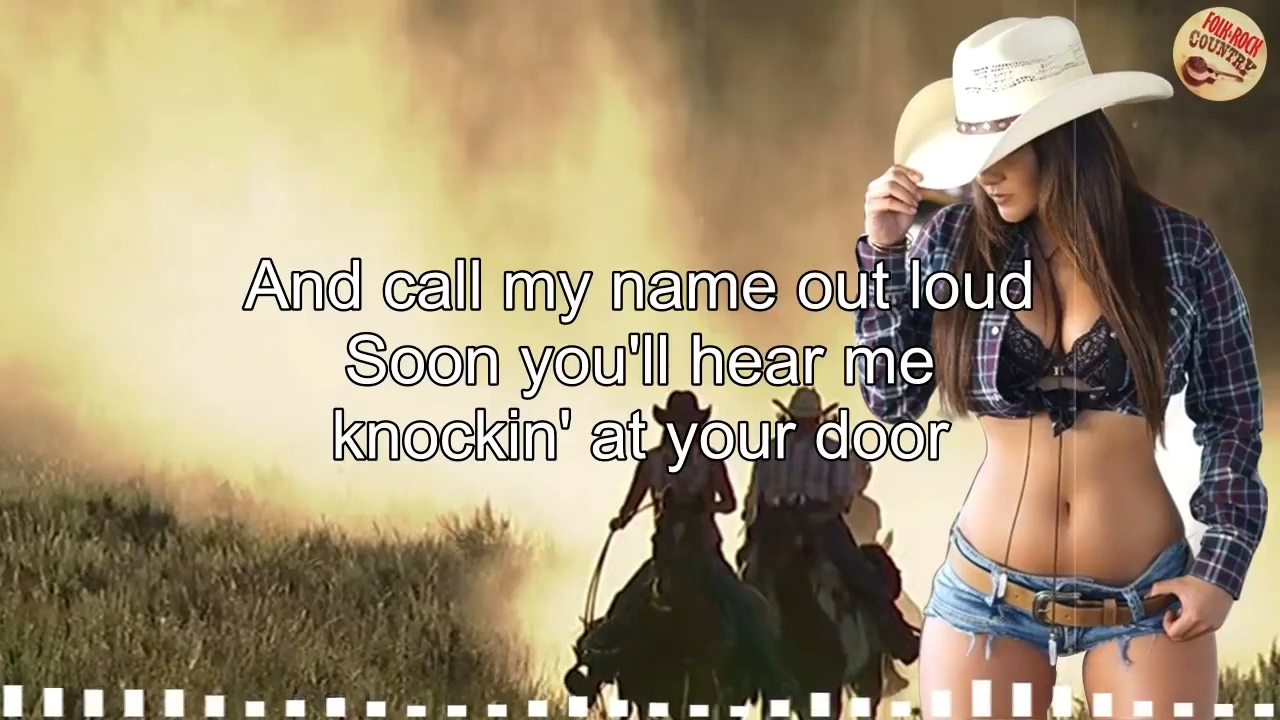 And call my name out loud
Soon you'll hear me
knockin' at your door
FOLK-ROCK
COUNTRY